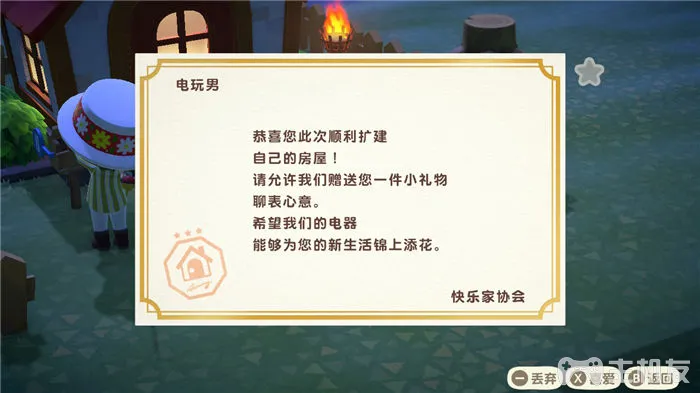 电玩男
恭喜您此次顺利扩建
自己的房屋！
请允许我们赠送您一件小礼物
聊表心意。
希望我们的电器
能够为您的新生活锦上添花。
快乐家协会
− 丢弃 X 喜爱 B 返回